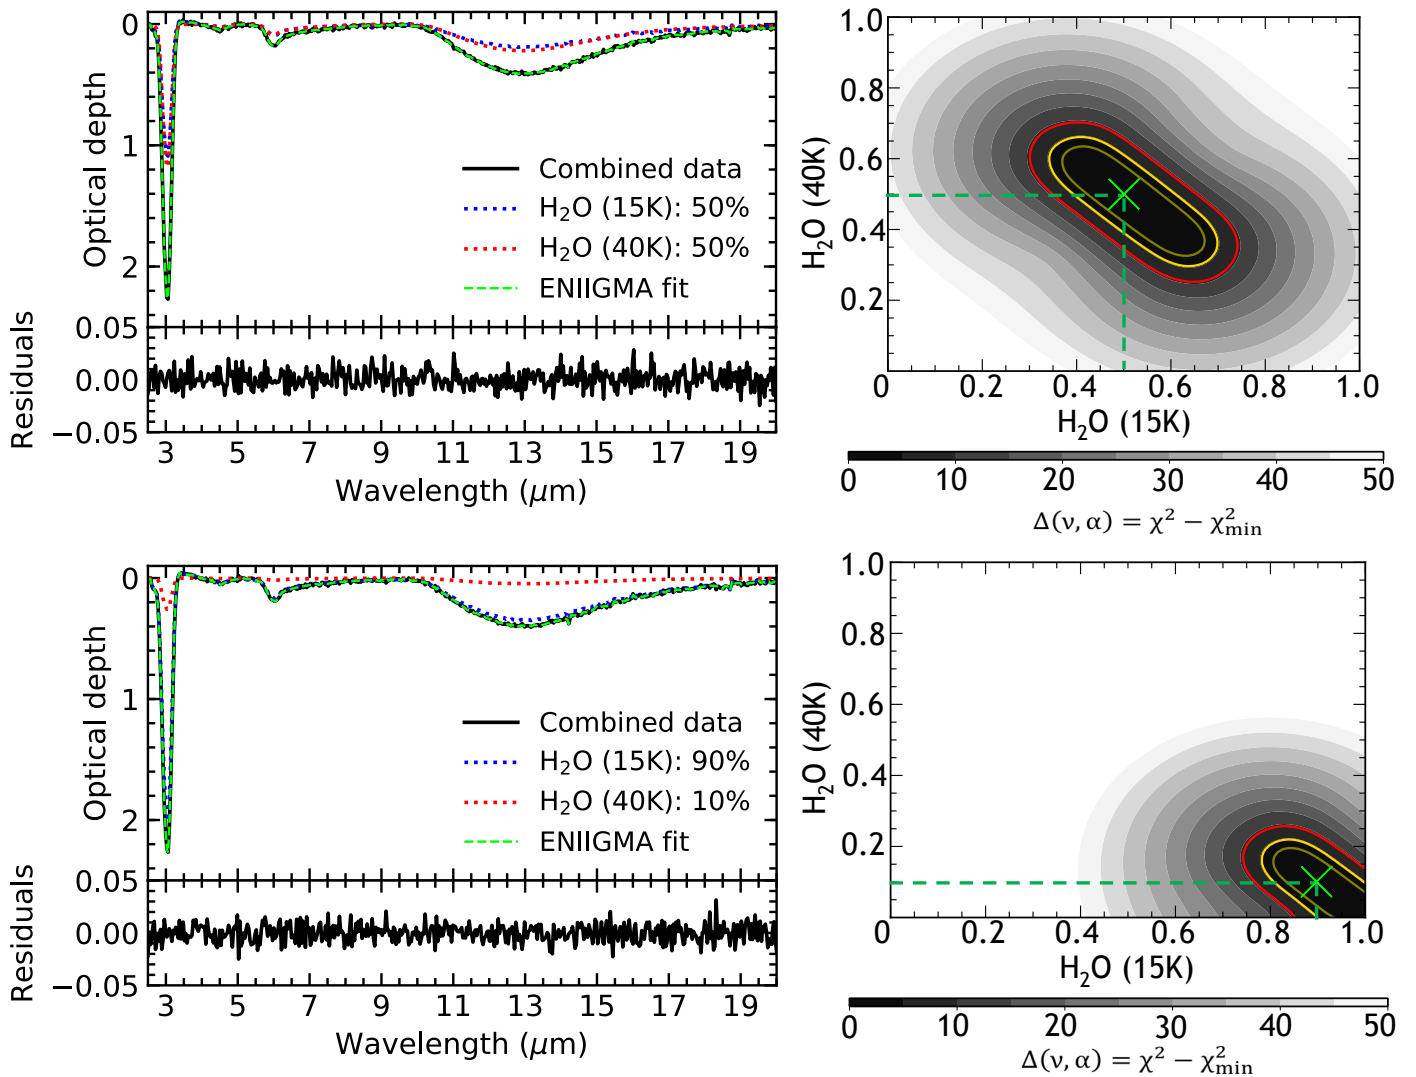 0
1
2
Optical depth
Combined data
H₂O (15K): 50%
H₂O (40K): 50%
ENIIGMA fit
0.05
0.00
−0.05
Residuals
3 5 7 9 11 13 15 17 19
Wavelength (μm)
1.0
0.8
0.6
0.4
0.2
H₂O (40K)
0 0.2 0.4 0.6 0.8 1.0
H₂O (15K)
0 10 20 30 40 50
Δ(ν, α) = χ² − χ²min
0
1
2
Optical depth
Combined data
H₂O (15K): 90%
H₂O (40K): 10%
ENIIGMA fit
0.05
0.00
−0.05
Residuals
3 5 7 9 11 13 15 17 19
Wavelength (μm)
1.0
0.8
0.6
0.4
0.2
H₂O (40K)
0 0.2 0.4 0.6 0.8 1.0
H₂O (15K)
0 10 20 30 40 50
Δ(ν, α) = χ² − χ²min